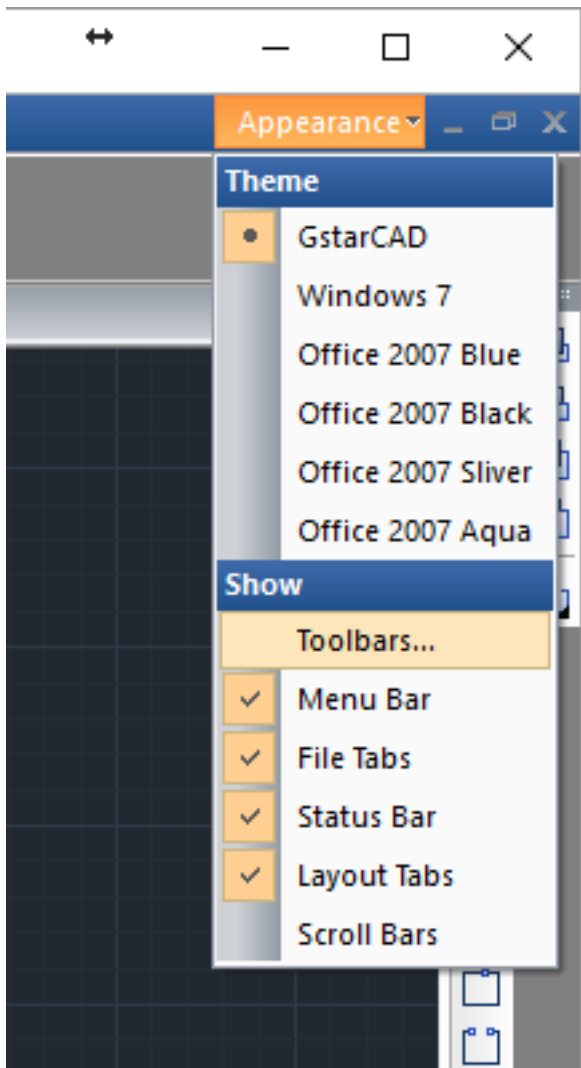 Appearance
Theme
GstarCAD
Windows 7
Office 2007 Blue
Office 2007 Black
Office 2007 Sliver
Office 2007 Aqua
Show
Toolbars...
Menu Bar
File Tabs
Status Bar
Layout Tabs
Scroll Bars